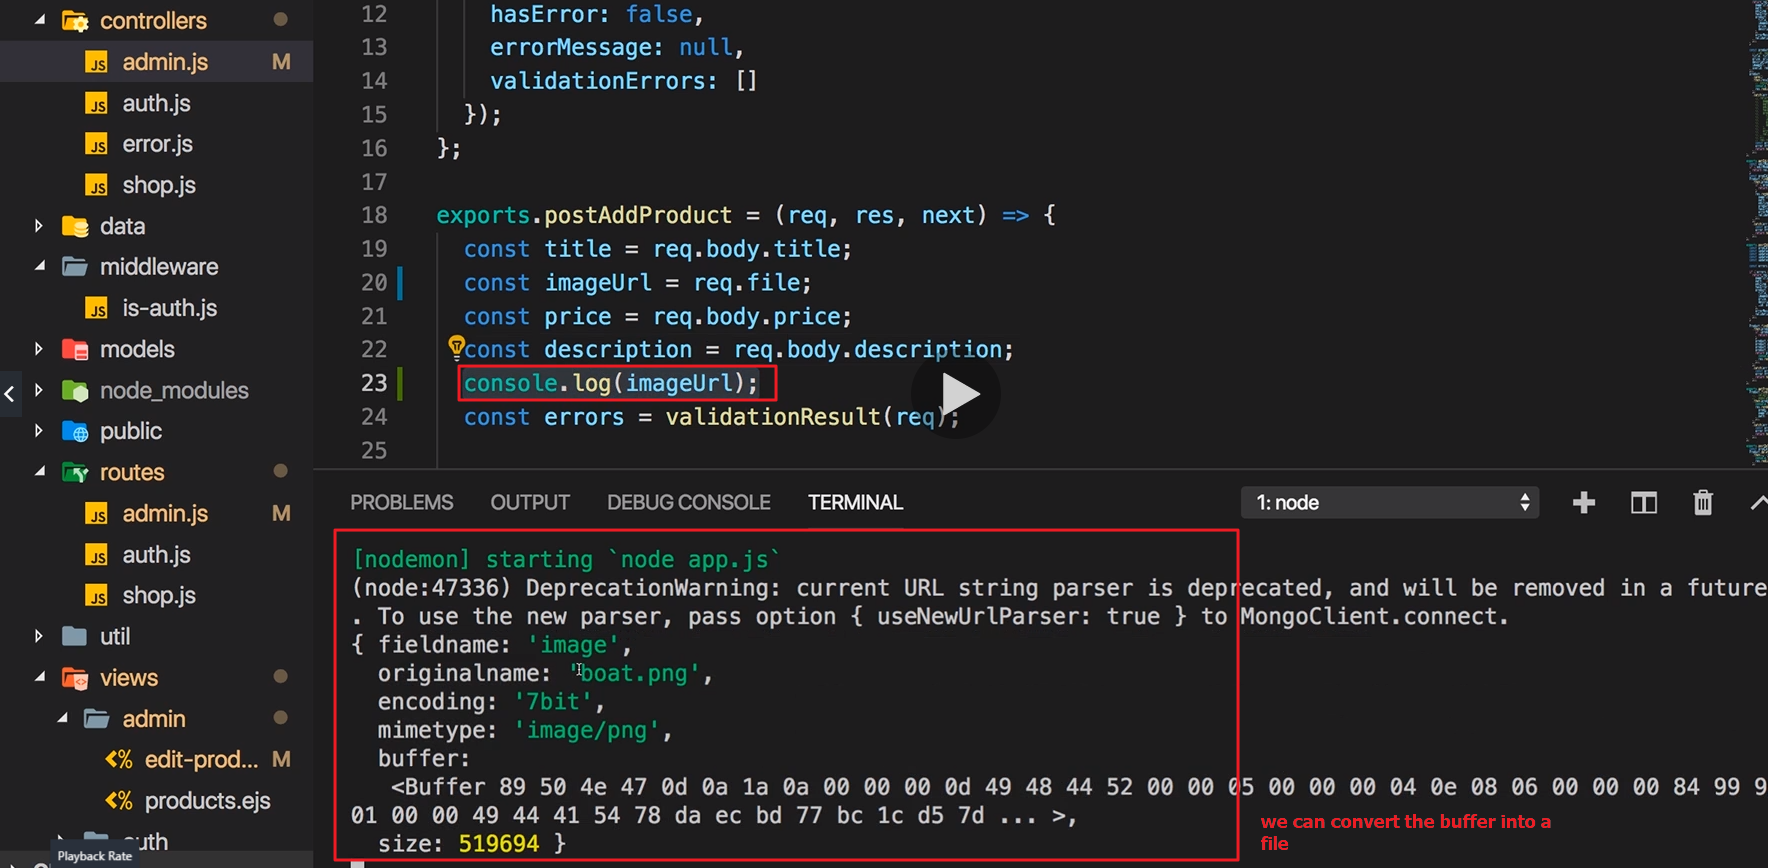 controllers
admin.js M
auth.js
error.js
shop.js
data
middleware
is-auth.js
models
node_modules
public
routes
admin.js M
auth.js
shop.js
util
views
admin
edit-prod... M
products.ejs
Playback Rate
12 hasError: false,
13 errorMessage: null,
14 validationErrors: []
15 });
16 };
17
18 exports.postAddProduct = (req, res, next) => {
19 const title = req.body.title;
20 const imageUrl = req.file;
21 const price = req.body.price;
22 const description = req.body.description;
23 console.log(imageUrl);
24 const errors = validationResult(req);
25
PROBLEMS OUTPUT DEBUG CONSOLE TERMINAL 1: node
[nodemon] starting `node app.js`
(node:47336) DeprecationWarning: current URL string parser is deprecated, and will be removed in a future
. To use the new parser, pass option { useNewUrlParser: true } to MongoClient.connect.
{ fieldname: 'image',
originalname: 'boat.png',
encoding: '7bit',
mimetype: 'image/png',
buffer:
<Buffer 89 50 4e 47 0d 0a 1a 0a 00 00 00 0d 49 48 44 52 00 00 05 00 00 00 04 0e 08 06 00 00 00 84 99 9
01 00 00 49 44 41 54 78 da ec bd 77 bc 1c d5 7d ... >,
size: 519694 }
we can convert the buffer into a
file